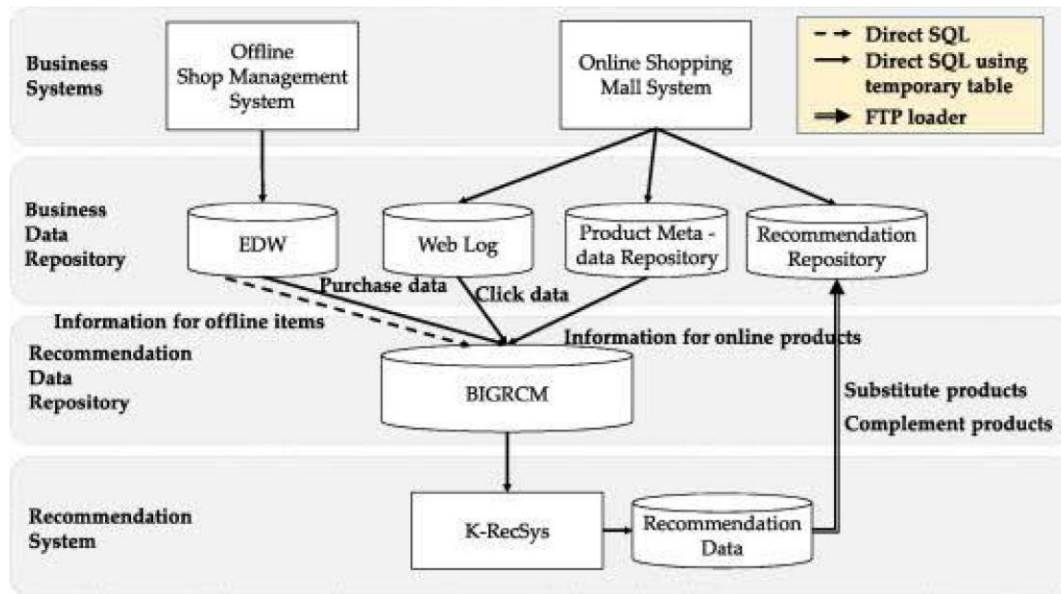 Business
Systems
Offline
Shop Management
System
Online Shopping
Mall System
Direct SQL
Direct SQL using
temporary table
FTP loader
Business
Data
Repository
EDW
Web Log
Product Meta -
data Repository
Recommendation
Repository
Purchase data
Click data
Information for offline items
Information for online products
Recommendation
Data
Repository
BIGRCM
Substitute products
Complement products
Recommendation
System
K-RecSys
Recommendation
Data